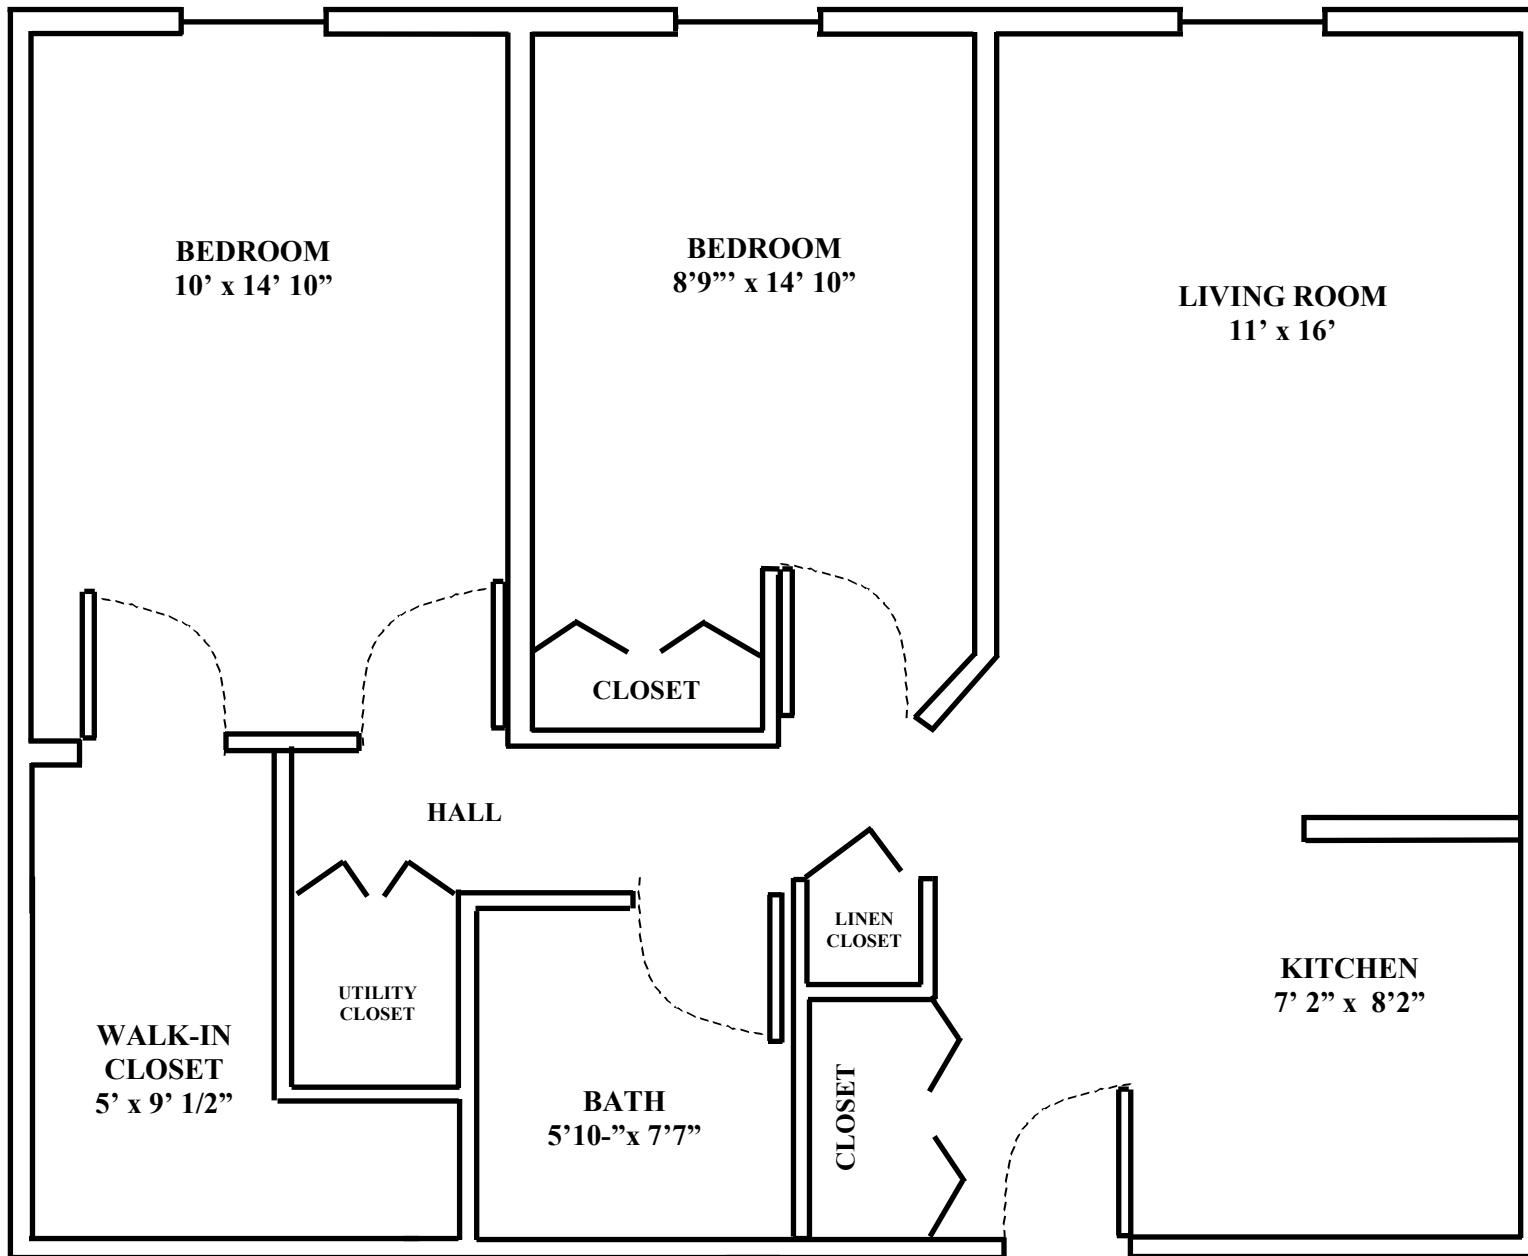 BEDROOM
10’ x 14’ 10”
BEDROOM
8’9”’ x 14’ 10”
LIVING ROOM
11’ x 16’
CLOSET
HALL
LINEN
CLOSET
UTILITY
CLOSET
WALK-IN
CLOSET
5’ x 9’ 1/2”
BATH
5’10-”x 7’7”
CLOSET
KITCHEN
7’ 2” x  8’2”